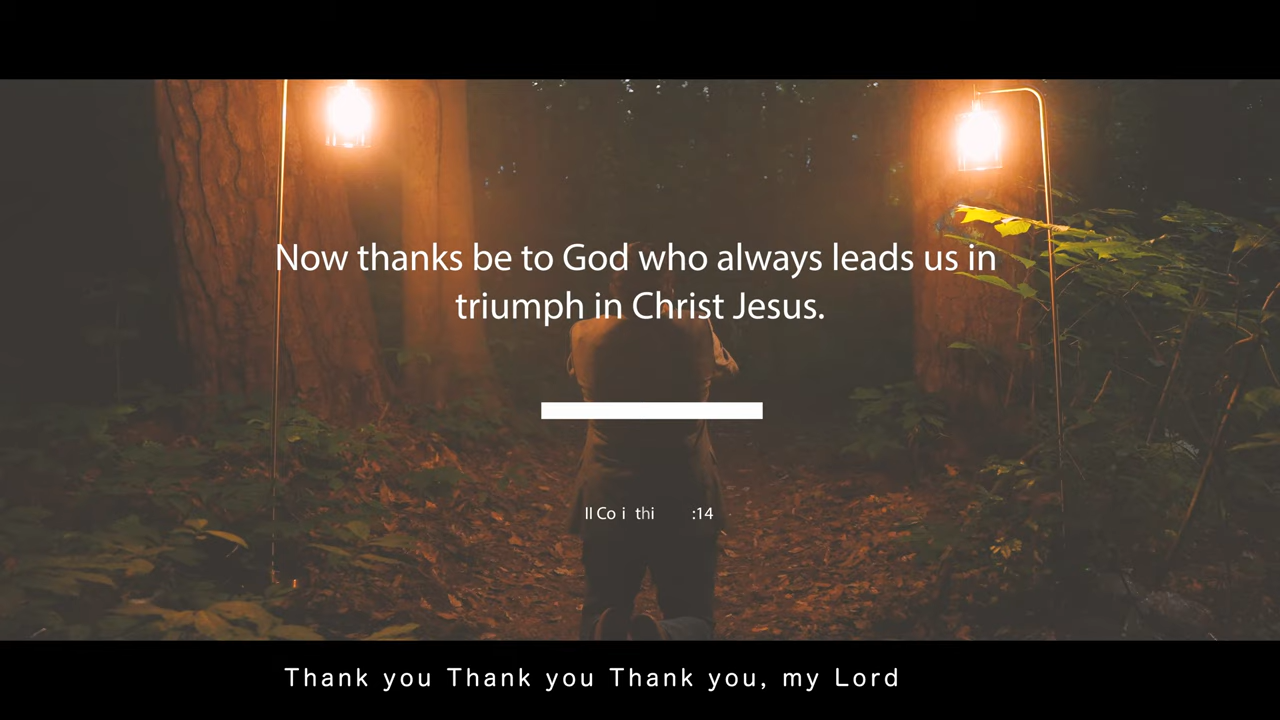 Now thanks be to God who always leads us in
triumph in Christ Jesus.
II Co i thi :14
Thank you Thank you Thank you, my Lord